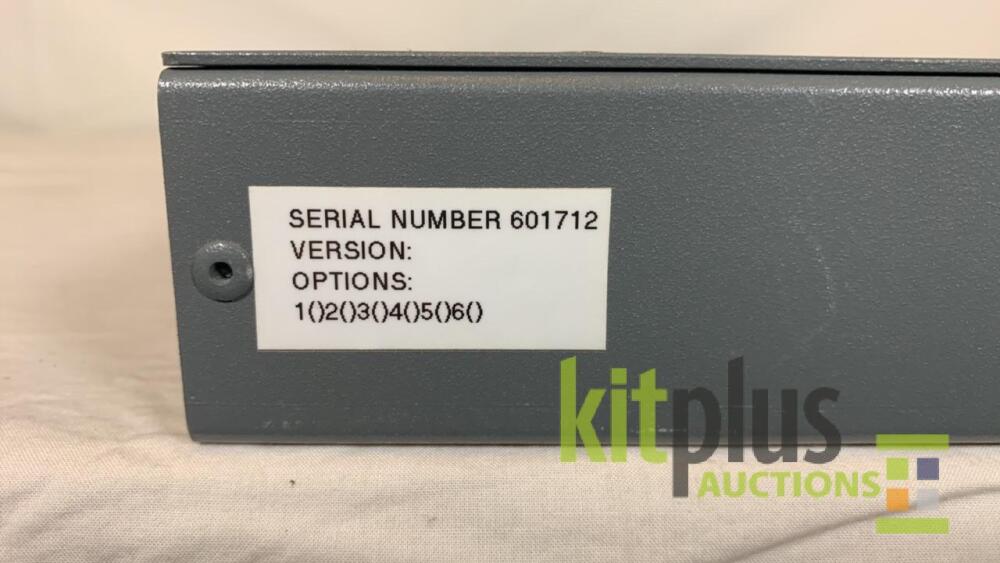 SERIAL NUMBER 601712
VERSION:
OPTIONS:
1()2()3()4()5()6()
kitplus
AUCTIONS